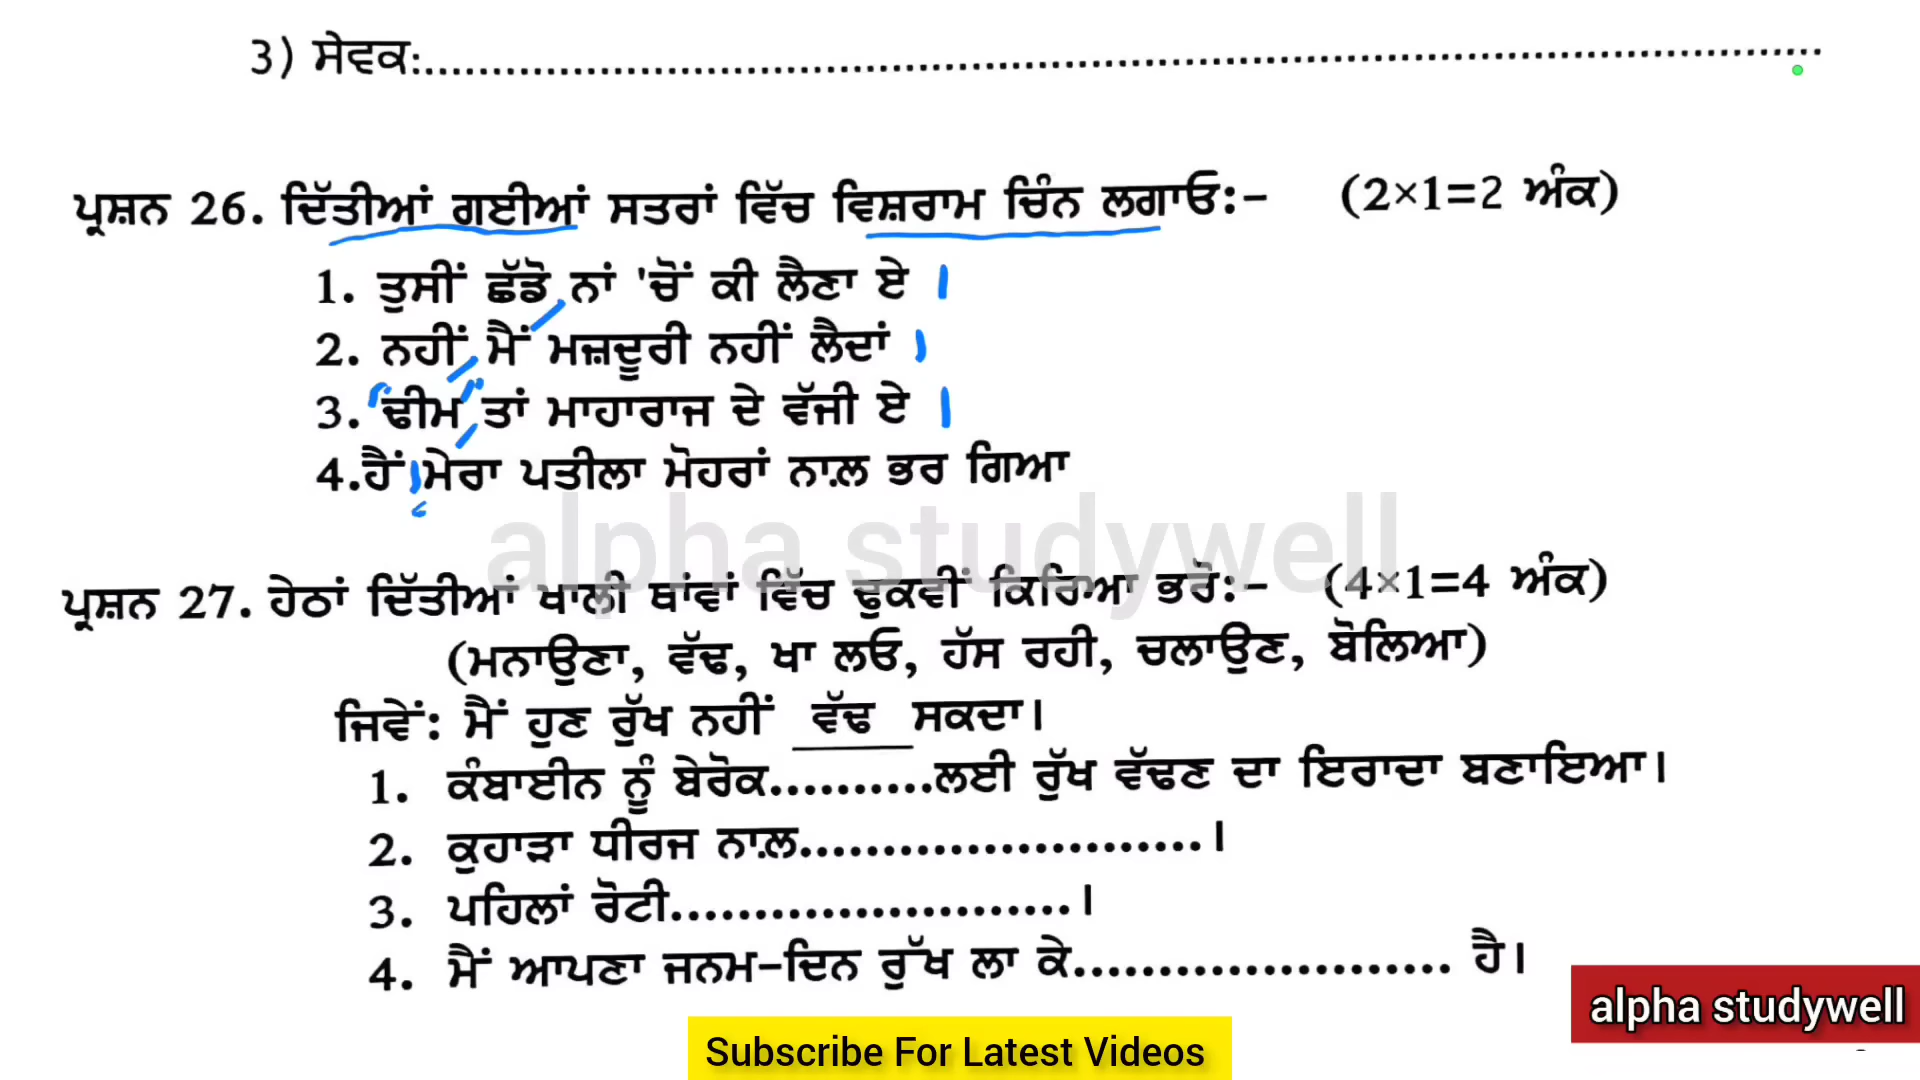 3) ਸੇਵਕ:....................................................................................................
ਪ੍ਰਸ਼ਨ 26. ਦਿੱਤੀਆਂ ਗਈਆਂ ਸਤਰਾਂ ਵਿੱਚ ਵਿਸ਼ਰਾਮ ਚਿੰਨ ਲਗਾਓ:- (2×1=2 ਅੰਕ)
1. ਤੁਸੀਂ ਛੱਡੋ, ਨਾਂ 'ਚੋਂ ਕੀ ਲੈਣਾ ਏ ।
2. ਨਹੀਂ, ਮੈਂ ਮਜ਼ਦੂਰੀ ਨਹੀਂ ਲੈਦਾਂ ।
3. "ਢੀਮ", ਤਾਂ ਮਾਹਾਰਾਜ ਦੇ ਵੱਜੀ ਏ ।
4.ਹੈਂ! ਮੇਰਾ ਪਤੀਲਾ ਮੋਹਰਾਂ ਨਾਲ਼ ਭਰ ਗਿਆ
alpha studywell
ਪ੍ਰਸ਼ਨ 27. ਹੇਠਾਂ ਦਿੱਤੀਆਂ ਖਾਲੀ ਥਾਂਵਾਂ ਵਿੱਚ ਢੁਕਵੀਂ ਕਿਰਿਆ ਭਰੋ:- (4×1=4 ਅੰਕ)
(ਮਨਾਉਣਾ, ਵੱਢ, ਖਾ ਲਓ, ਹੱਸ ਰਹੀ, ਚਲਾਉਣ, ਬੋਲਿਆ)
ਜਿਵੇਂ: ਮੈਂ ਹੁਣ ਰੁੱਖ ਨਹੀਂ ਵੱਢ ਸਕਦਾ।
1. ਕੰਬਾਈਨ ਨੂੰ ਬੇਰੋਕ..........ਲਈ ਰੁੱਖ ਵੱਢਣ ਦਾ ਇਰਾਦਾ ਬਣਾਇਆ।
2. ਕੁਹਾੜਾ ਧੀਰਜ ਨਾਲ਼........................।
3. ਪਹਿਲਾਂ ਰੋਟੀ........................।
4. ਮੈਂ ਆਪਣਾ ਜਨਮ-ਦਿਨ ਰੁੱਖ ਲਾ ਕੇ....................... ਹੈ।
alpha studywell
Subscribe For Latest Videos